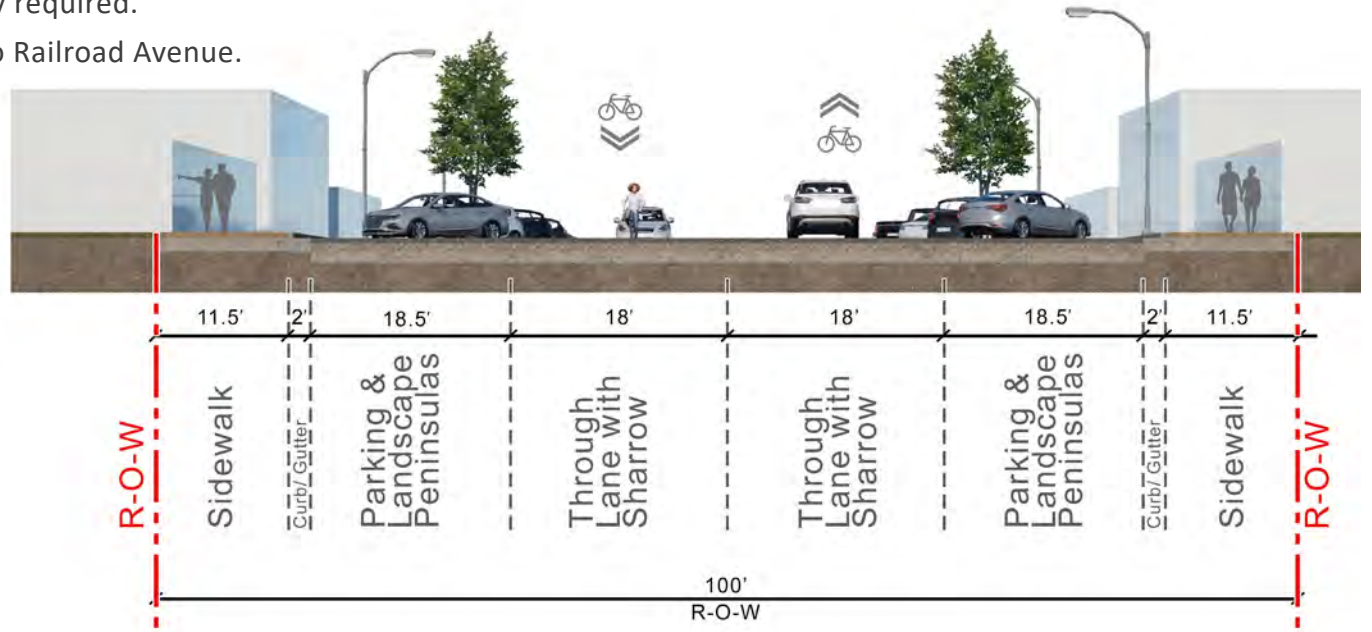 required.
Railroad Avenue.
11.5'
2'
18.5'
18'
18'
18.5'
2'
11.5'
R-O-W
Sidewalk
Curb/ Gutter
Parking &
Landscape
Peninsulas
Through
Lane with
Sharrow
Through
Lane with
Sharrow
Parking &
Landscape
Peninsulas
Curb/ Gutter
Sidewalk
R-O-W
100'
R-O-W